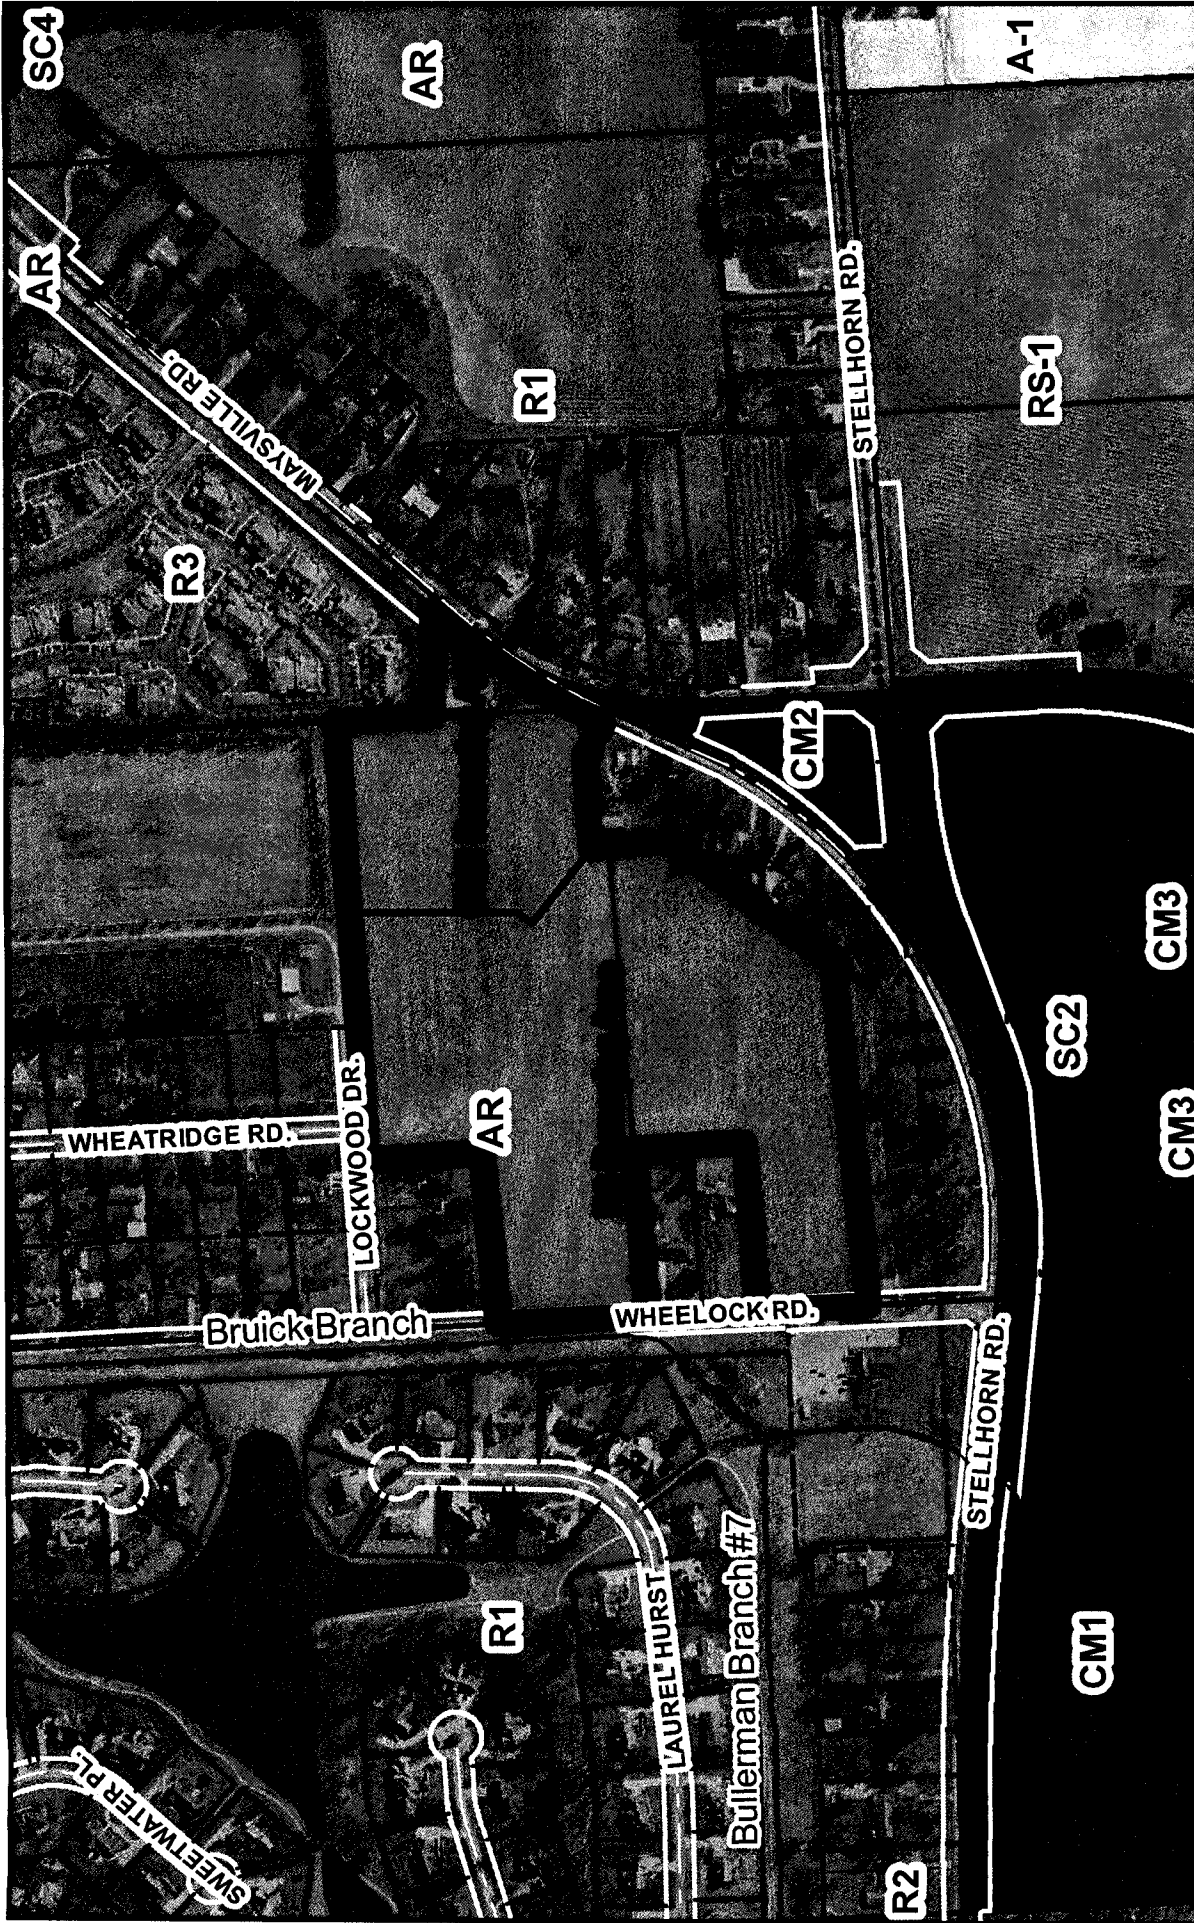 SC4
AR
A-1
AR
MAYSVILLE RD.
R1
STELLHORN RD.
RS-1
R3
CM2
CM3
SC2
CM3
WHEATRIDGE RD.
LOCKWOOD DR.
AR
Bruick Branch
WHEELOCK RD.
STELLHORN RD.
R1
LAUREL HURST
Bullerman Branch #7
CM1
SWEETWATER PL.
R2